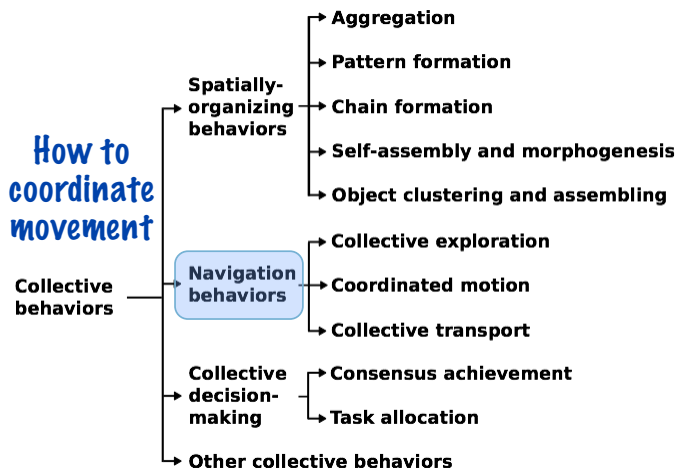 How to
coordinate
movement
Collective
behaviors
Spatially-
organizing
behaviors
Aggregation
Pattern formation
Chain formation
Self-assembly and morphogenesis
Object clustering and assembling
Navigation
behaviors
Collective exploration
Coordinated motion
Collective transport
Collective
decision-
making
Consensus achievement
Task allocation
Other collective behaviors